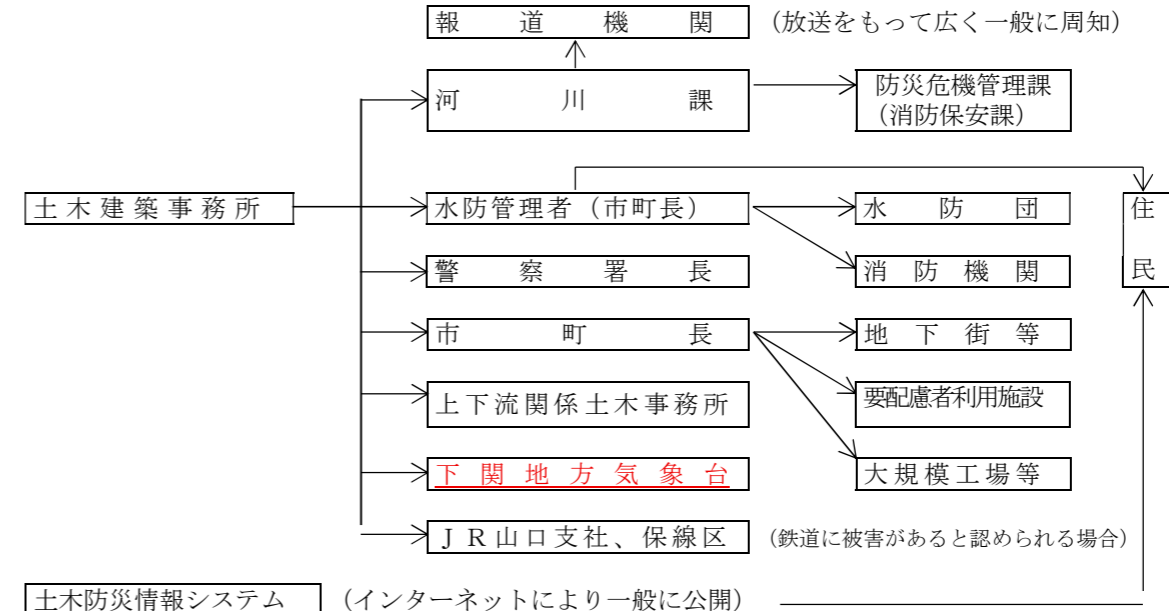 報道機関 (放送をもって広く一般に周知)
河川課
防災危機管理課
(消防保安課)
土木建築事務所
水防管理者(市町長)
水防団
住民
警察署長
消防機関
市町長
地下街等
上下流関係土木事務所
要配慮者利用施設
下関地方気象台
大規模工場等
JR山口支社、保線区 (鉄道に被害があると認められる場合)
土木防災情報システム (インターネットにより一般に公開)